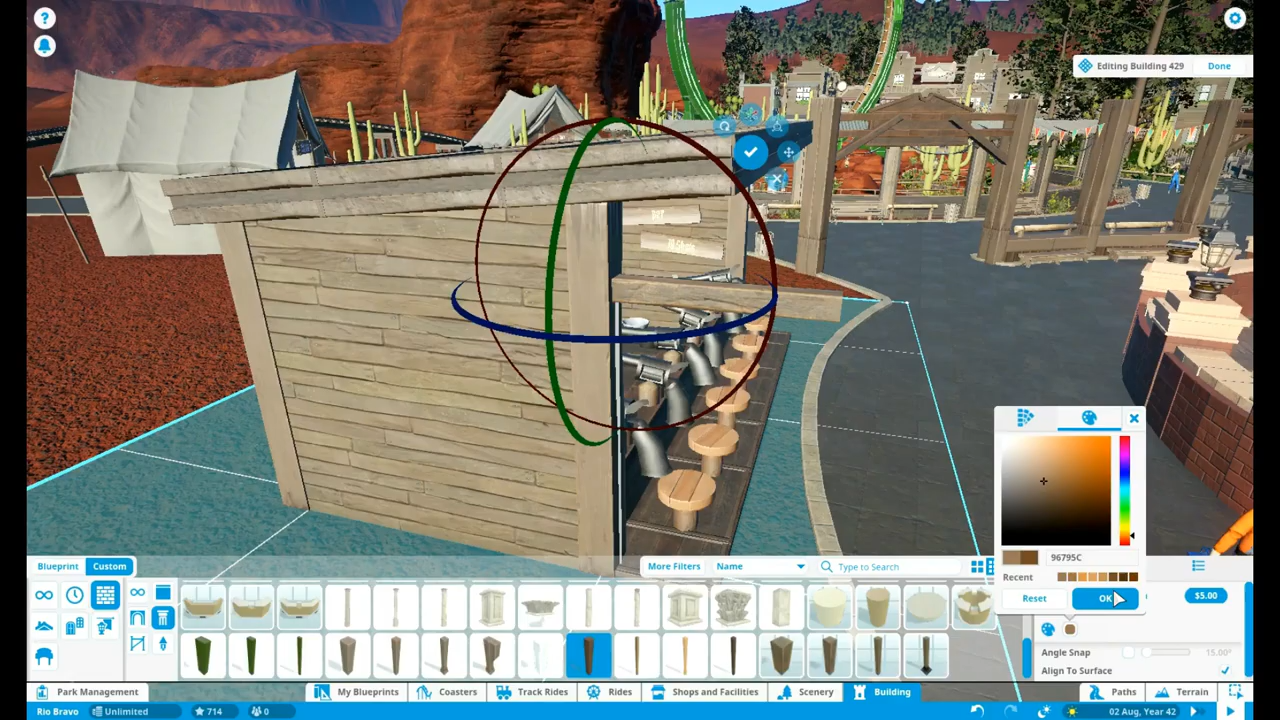 ?
Editing Building 429
Done
Blueprint
Custom
More Filters
Name
Type to Search
96795C
Recent
Reset
OK
$5.00
Angle Snap
15.00°
Align To Surface
Park Management
My Blueprints
Coasters
Track Rides
Rides
Shops and Facilities
Scenery
Building
Paths
Terrain
Rio Bravo
Unlimited
714
0
02 Aug, Year 42